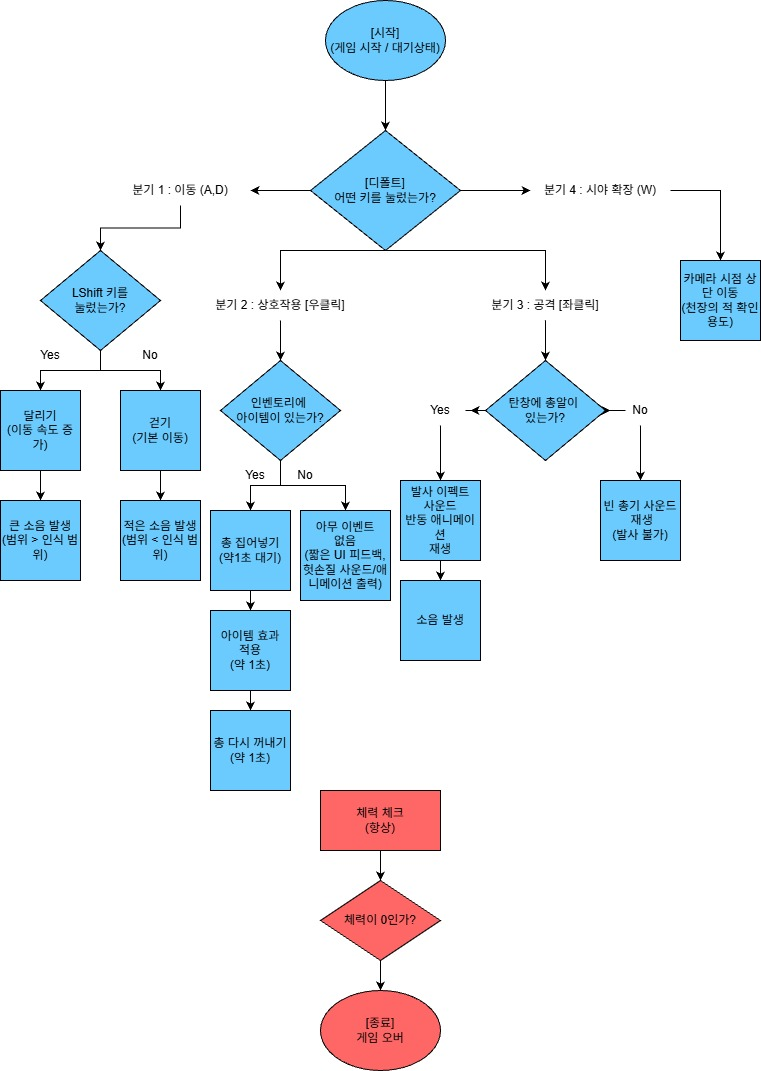 [시작]
(게임 시작 / 대기상태)
[디폴트]
어떤 키를 눌렀는가?
분기 1 : 이동 (A,D)
분기 4 : 시야 확장 (W)
LShift 키를
눌렀는가?
카메라 시점 상
단 이동
(천장의 적 확인
용도)
분기 2 : 상호작용 [우클릭]
분기 3 : 공격 [좌클릭]
Yes
No
인벤토리에
아이템이 있는가?
탄창에 총알이
있는가?
Yes
No
달리기
(이동 속도 증
가)
걷기
(기본 이동)
Yes
No
큰 소음 발생
(범위 > 인식 범
위)
적은 소음 발생
(범위 < 인식 범
위)
총 집어넣기
(약1초 대기)
아무 이벤트
없음
(짧은 UI 피드백,
헛손질 사운드/애
니메이션 출력)
발사 이펙트
사운드
반동 애니메이
션
재생
빈 총기 사운드
재생
(발사 불가)
소음 발생
아이템 효과
적용
(약 1초)
총 다시 꺼내기
(약 1초)
체력 체크
(항상)
체력이 0인가?
[종료]
게임 오버